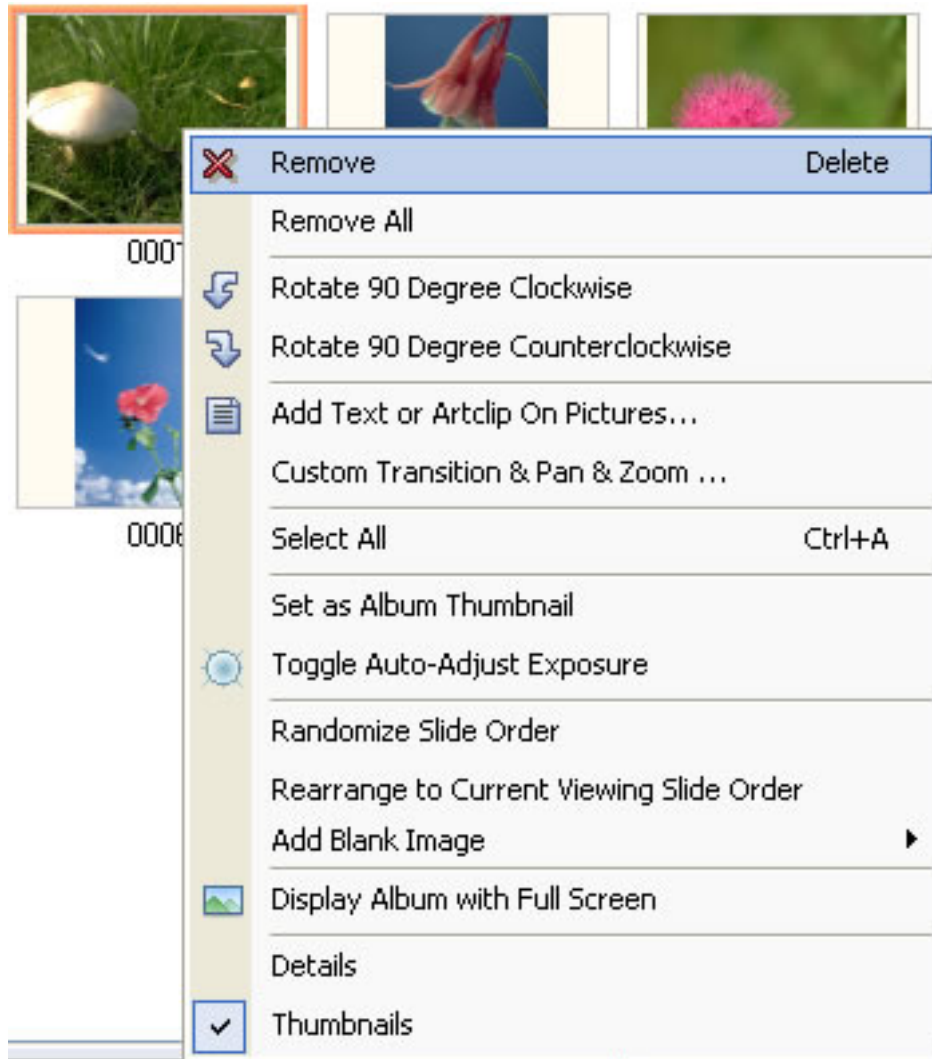 Remove Delete
Remove All
000
Rotate 90 Degree Clockwise
Rotate 90 Degree Counterclockwise
Add Text or Artclip On Pictures...
Custom Transition & Pan & Zoom ...
Select All Ctrl+A
000
Set as Album Thumbnail
Toggle Auto-Adjust Exposure
Randomize Slide Order
Rearrange to Current Viewing Slide Order
Add Blank Image
Display Album with Full Screen
Details
Thumbnails